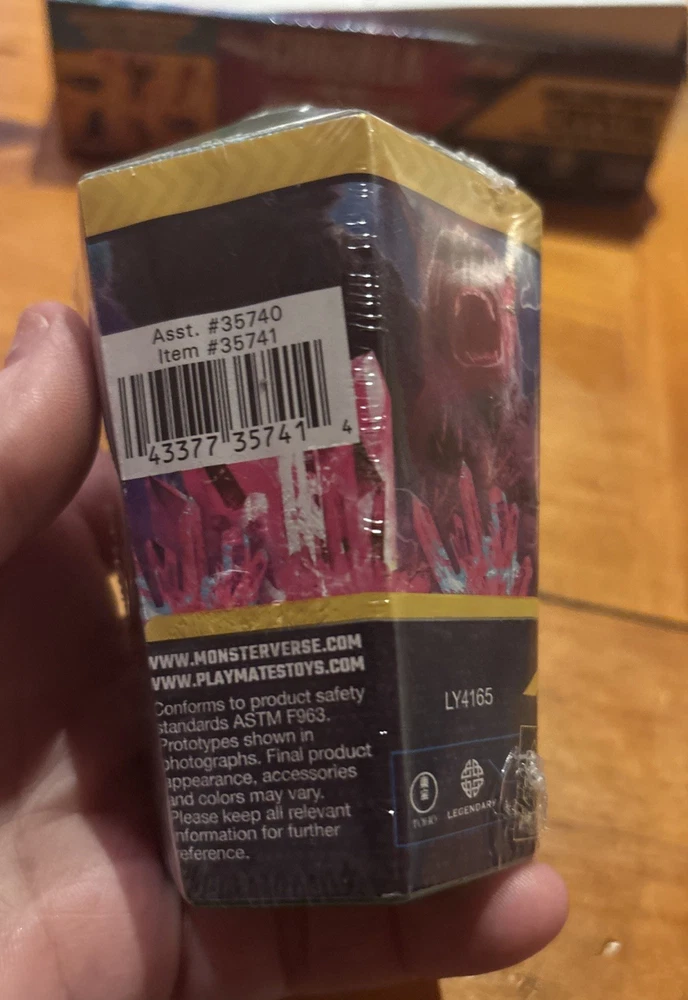 Asst. #35740
Item #35741
43377 35741 4
WWW.MONSTERVERSE.COM
WWW.PLAYMATESTOYS.COM
Conforms to product safety
standards ASTM F963.
Prototypes shown in
photographs. Final product
appearance, accessories
and colors may vary.
Please keep all relevant
information for further
reference.
LY4165
TOHO
LEGENDARY